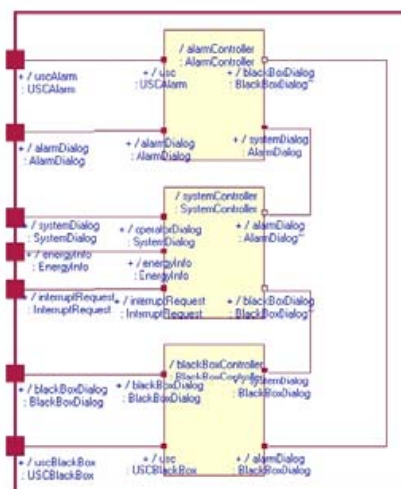 / alarmController
: AlarmController
+ / uscAlarm
: USCAlarm
+ / usc
: USCAlarm
+ / blackBoxDialog
: BlackBoxDialog~
+ / alarmDialog
: AlarmDialog
+ / alarmDialog
: AlarmDialog
+ / systemDialog
: AlarmDialog
/ systemController
: SystemController
+ / systemDialog
: SystemDialog
+ / operatorDialog
: SystemDialog
+ / alarmDialog
: AlarmDialog~
+ / energyInfo
: EnergyInfo
+ / energyInfo
: EnergyInfo
+ / interruptRequest
: InterruptRequest
+ / interruptRequest
: InterruptRequest
+ / blackBoxDialog
: BlackBoxDialog~
/ blackBoxController
: BlackBoxController
+ / blackBoxDialog
: BlackBoxDialog
+ / blackBoxDialog
: BlackBoxDialog
+ / systemDialog
: BlackBoxDialog
+ / uscBlackBox
: USCBlackBox
+ / usc
: USCBlackBox
+ / alarmDialog
: BlackBoxDialog